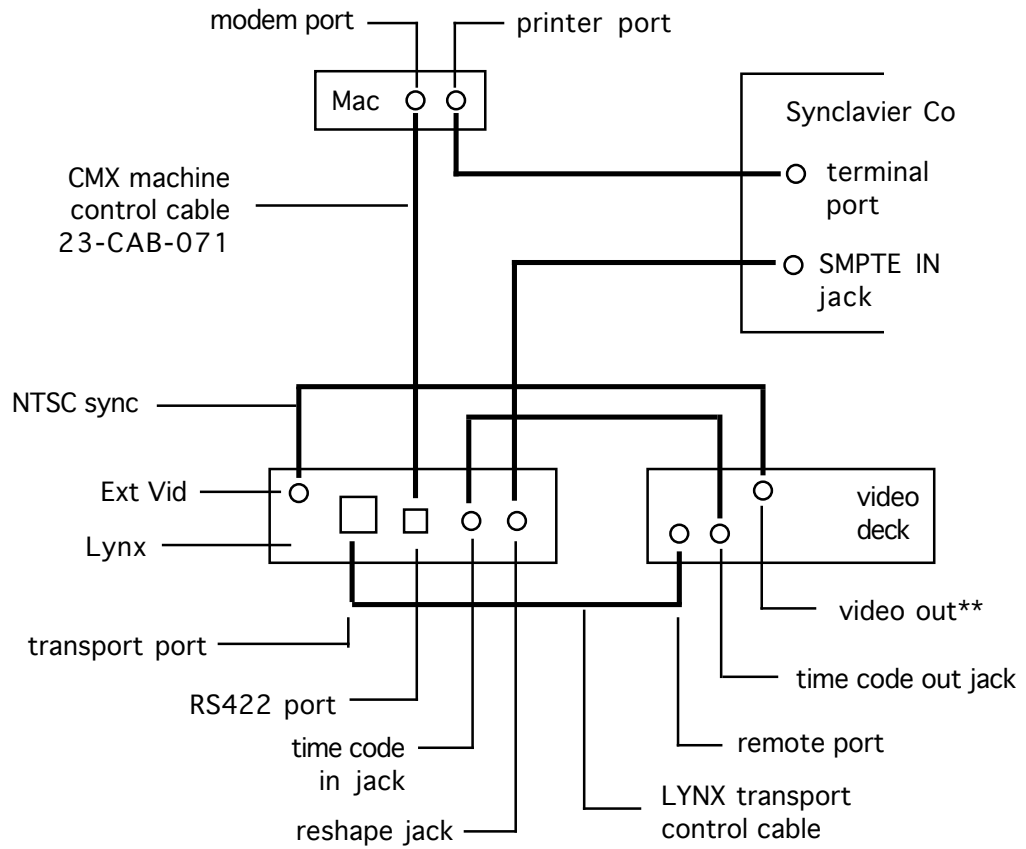 modem port
printer port
Mac
Synclavier Co
terminal
port
CMX machine
control cable
23-CAB-071
SMPTE IN
jack
NTSC sync
Ext Vid
Lynx
video
deck
video out**
transport port
time code out jack
RS422 port
remote port
time code
in jack
LYNX transport
control cable
reshape jack